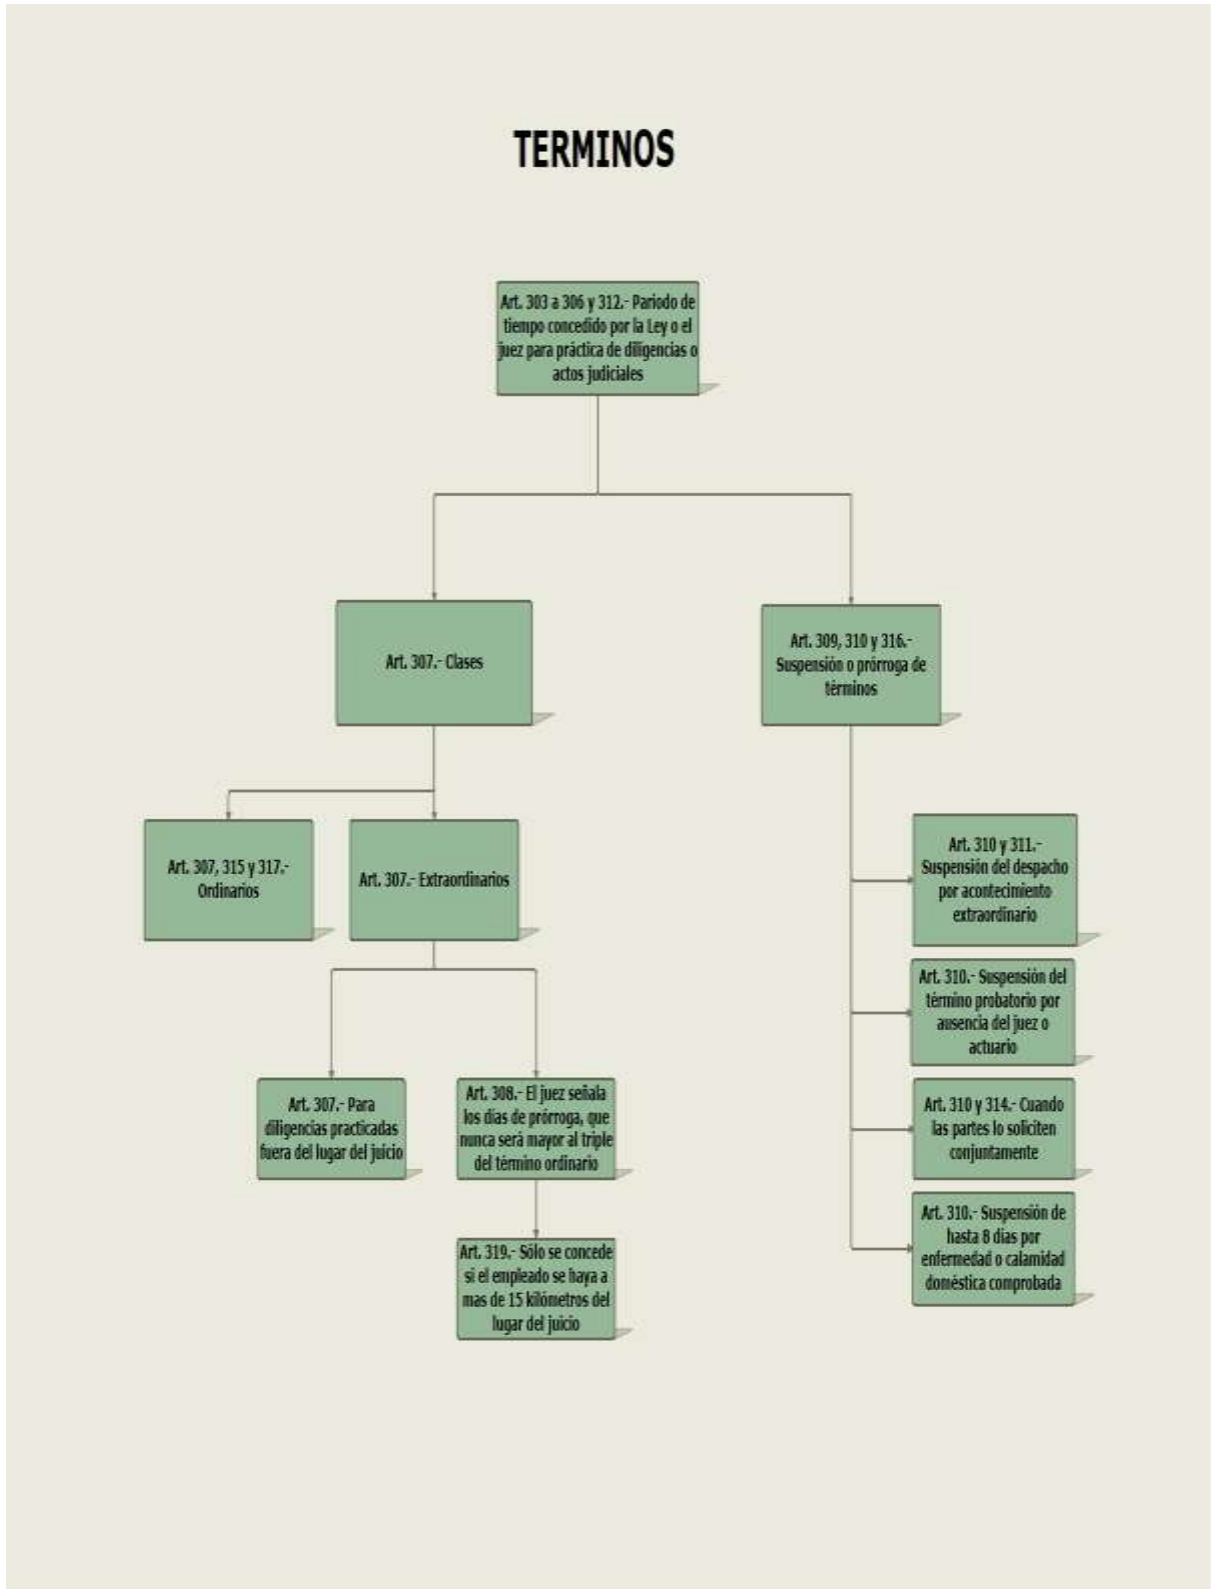 TERMINOS
Art. 303 a 306 y 312.- Pariodo de
tiempo concedido por la Ley o el
juez para práctica de diligencias o
actos judiciales
Art. 307.- Clases
Art. 309, 310 y 316.-
Suspensión o prórroga de
términos
Art. 307, 315 y 317.-
Ordinarios
Art. 307.- Extraordinarios
Art. 310 y 311.-
Suspensión del despacho
por acontecimiento
extraordinario
Art. 310.- Suspensión del
término probatorio por
ausencia del juez o
actuario
Art. 307.- Para
diligencias practicadas
fuera del lugar del juicio
Art. 308.- El juez señala
los días de prórroga, que
nunca será mayor al triple
del término ordinario
Art. 310 y 314.- Cuando
las partes lo soliciten
conjuntamente
Art. 310.- Suspensión de
hasta 8 días por
enfermedad o calamidad
doméstica comprobada
Art. 319.- Sólo se concede
si el empleado se haya a
mas de 15 kilómetros del
lugar del juicio